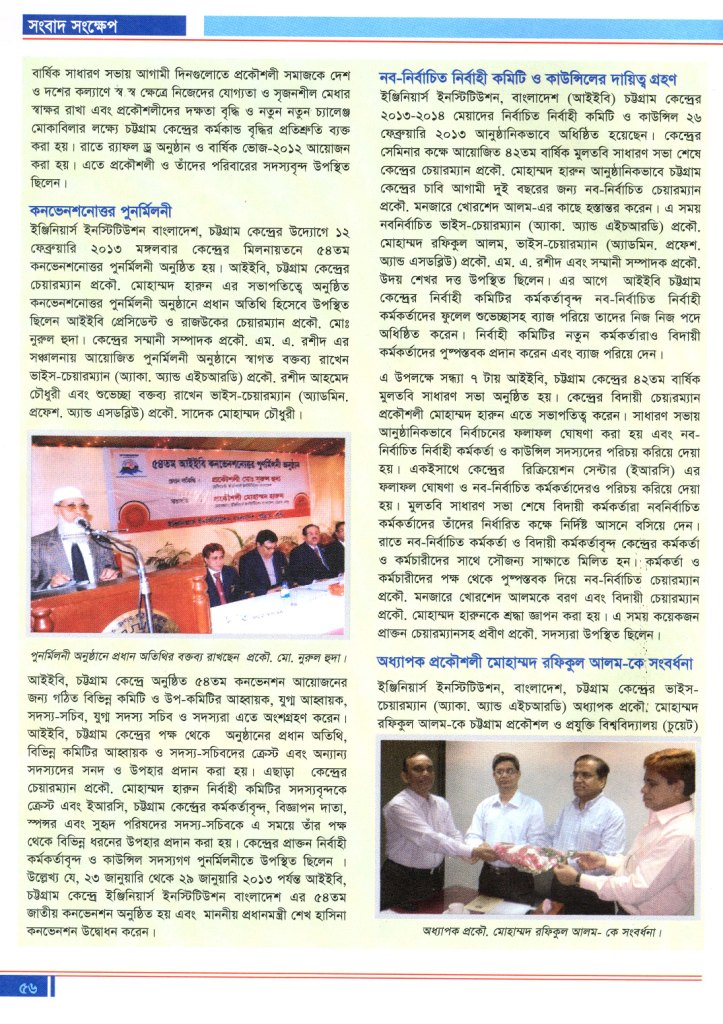 সংবাদ সংক্ষেপ
বার্ষিক সাধারণ সভায় আগামী দিনগুলোতে প্রকৌশলী সমাজকে দেশ
ও দশের কল্যাণে স্ব স্ব ক্ষেত্রে নিজেদের যোগ্যতা ও সৃজনশীল মেধার
স্বাক্ষর রাখা এবং প্রকৌশলীদের দক্ষতা বৃদ্ধি ও নতুন নতুন চ্যালেঞ্জ
মোকাবিলার লক্ষ্যে চট্টগ্রাম কেন্দ্রের কর্মকান্ড বৃদ্ধির প্রতিশ্রুতি ব্যক্ত
করা হয়। রাতে র‍্যাফল ড্র অনুষ্ঠান ও বার্ষিক ভোজ-২০১২ আয়োজন
করা হয়। এতে প্রকৌশলী ও তাঁদের পরিবারের সদস্যবৃন্দ উপস্থিত
ছিলেন।
কনভেনশনোত্তর পুনর্মিলনী
ইঞ্জিনিয়ার্স ইনস্টিটিউশন বাংলাদেশ, চট্টগ্রাম কেন্দ্রের উদ্যোগে ১২
ফেব্রুয়ারি ২০১৩ মঙ্গলবার কেন্দ্রের মিলনায়তনে ৫৪তম
কনভেনশনোত্তর পুনর্মিলনী অনুষ্ঠিত হয়। আইইবি, চট্টগ্রাম কেন্দ্রের
চেয়ারম্যান প্রকৌ. মোহাম্মদ হারুন এর সভাপতিত্বে অনুষ্ঠিত
কনভেনশনোত্তর পুনর্মিলনী অনুষ্ঠানে প্রধান অতিথি হিসেবে উপস্থিত
ছিলেন আইইবি প্রেসিডেন্ট ও রাজউকের চেয়ারম্যান প্রকৌ. মোঃ
নুরুল হুদা। কেন্দ্রের সম্মানী সম্পাদক প্রকৌ. এম. এ. রশীদ এর
সঞ্চালনায় আয়োজিত পুনর্মিলনী অনুষ্ঠানে স্বাগত বক্তব্য রাখেন
ভাইস-চেয়ারম্যান (অ্যাকা. অ্যান্ড এইচআরডি) প্রকৌ. রশীদ আহমেদ
চৌধুরী এবং শুভেচ্ছা বক্তব্য রাখেন ভাইস-চেয়ারম্যান (অ্যাডমিন.
প্রফেশ. অ্যান্ড এসডব্লিউ) প্রকৌ. সাদেক মোহাম্মদ চৌধুরী।
৫৪তম আইইবি কনভেনশনোত্তর পুনর্মিলনী অনুষ্ঠান
প্রকৌশলী মোঃ নুরুল হুদা
প্রকৌশলী মোহাম্মদ হারুন
পুনর্মিলনী অনুষ্ঠানে প্রধান অতিথির বক্তব্য রাখছেন প্রকৌ. মো. নুরুল হুদা।
আইইবি, চট্টগ্রাম কেন্দ্রে অনুষ্ঠিত ৫৪তম কনভেনশন আয়োজনের
জন্য গঠিত বিভিন্ন কমিটি ও উপ-কমিটির আহ্বায়ক, যুগ্ম আহ্বায়ক,
সদস্য-সচিব, যুগ্ম সদস্য সচিব ও সদস্যরা এতে অংশগ্রহণ করেন।
আইইবি, চট্টগ্রাম কেন্দ্রের পক্ষ থেকে অনুষ্ঠানের প্রধান অতিথি,
বিভিন্ন কমিটির আহ্বায়ক ও সদস্য-সচিবদের ক্রেস্ট এবং অন্যান্য
সদস্যদের সনদ ও উপহার প্রদান করা হয়। এছাড়া কেন্দ্রের
চেয়ারম্যান প্রকৌ. মোহাম্মদ হারুন নির্বাহী কমিটির সদস্যবৃন্দকে
ক্রেস্ট এবং ইআরসি, চট্টগ্রাম কেন্দ্রের কর্মকর্তাবৃন্দ, বিজ্ঞাপন দাতা,
স্পন্সর এবং সুহৃদ পরিষদের সদস্য-সচিবকে এ সময়ে তাঁর পক্ষ
থেকে বিভিন্ন ধরনের উপহার প্রদান করা হয়। কেন্দ্রের প্রাক্তন নির্বাহী
কর্মকর্তাবৃন্দ ও কাউন্সিল সদস্যগণ পুনর্মিলনীতে উপস্থিত ছিলেন ।
উল্লেখ্য যে, ২৩ জানুয়ারি থেকে ২৯ জানুয়ারি ২০১৩ পর্যন্ত আইইবি,
চট্টগ্রাম কেন্দ্রে ইঞ্জিনিয়ার্স ইনস্টিটিউশন বাংলাদেশ এর ৫৪তম
জাতীয় কনভেনশন অনুষ্ঠিত হয় এবং মাননীয় প্রধানমন্ত্রী শেখ হাসিনা
কনভেনশন উদ্বোধন করেন।
নব-নির্বাচিত নির্বাহী কমিটি ও কাউন্সিলের দায়িত্ব গ্রহণ
ইঞ্জিনিয়ার্স ইনস্টিটিউশন, বাংলাদেশ (আইইবি) চট্টগ্রাম কেন্দ্রের
২০১৩-২০১৪ মেয়াদের নির্বাচিত নির্বাহী কমিটি ও কাউন্সিল ২৬
ফেব্রুয়ারি ২০১৩ আনুষ্ঠানিকভাবে অধিষ্ঠিত হয়েছেন। কেন্দ্রের
সেমিনার কক্ষে আয়োজিত ৪২তম বার্ষিক মুলতবি সাধারণ সভা শেষে
কেন্দ্রের চেয়ারম্যান প্রকৌ. মোহাম্মদ হারুন আনুষ্ঠানিকভাবে চট্টগ্রাম
কেন্দ্রের চাবি আগামী দুই বছরের জন্য নব-নির্বাচিত চেয়ারম্যান
প্রকৌ. মনজারে খোরশেদ আলম-এর কাছে হস্তান্তর করেন। এ সময়
নবনির্বাচিত ভাইস-চেয়ারম্যান (অ্যাকা. অ্যান্ড এইচআরডি) প্রকৌ.
মোহাম্মদ রফিকুল আলম, ভাইস-চেয়ারম্যান (অ্যাডমিন. প্রফেশ.
অ্যান্ড এসডব্লিউ) প্রকৌ. এম. এ. রশীদ এবং সম্মানী সম্পাদক প্রকৌ.
উদয় শেখর দত্ত উপস্থিত ছিলেন। এর আগে আইইবি চট্টগ্রাম
কেন্দ্রের নির্বাহী কমিটির কর্মকর্তাবৃন্দ নব-নির্বাচিত নির্বাহী
কর্মকর্তাদের ফুলেল শুভেচ্ছাসহ ব্যাজ পরিয়ে তাদের নিজ নিজ পদে
অধিষ্ঠিত করেন। নির্বাহী কমিটির নতুন কর্মকর্তারাও বিদায়ী
কর্মকর্তাদের পুষ্পস্তবক প্রদান করেন এবং ব্যাজ পরিয়ে দেন।
এ উপলক্ষে সন্ধ্যা ৭ টায় আইইবি, চট্টগ্রাম কেন্দ্রের ৪২তম বার্ষিক
মুলতবি সাধারণ সভা অনুষ্ঠিত হয়। কেন্দ্রের বিদায়ী চেয়ারম্যান
প্রকৌশলী মোহাম্মদ হারুন এতে সভাপতিত্ব করেন। সাধারণ সভায়
আনুষ্ঠানিকভাবে নির্বাচনের ফলাফল ঘোষণা করা হয় এবং নব-
নির্বাচিত নির্বাহী কর্মকর্তা ও কাউন্সিল সদস্যদের পরিচয় করিয়ে দেয়া
হয়। একইসাথে কেন্দ্রের রিক্রিয়েশন সেন্টার (ইআরসি) এর
ফলাফল ঘোষণা ও নব-নির্বাচিত কর্মকর্তাদেরও পরিচয় করিয়ে দেয়া
হয়। মুলতবি সাধারণ সভা শেষে বিদায়ী কর্মকর্তারা নবনির্বাচিত
কর্মকর্তাদের তাঁদের নির্ধারিত কক্ষে নির্দিষ্ট আসনে বসিয়ে দেন।
রাতে নব-নির্বাচিত কর্মকর্তা ও বিদায়ী কর্মকর্তাবৃন্দ কেন্দ্রের কর্মকর্তা
ও কর্মচারীদের সাথে সৌজন্য সাক্ষাতে মিলিত হন। কর্মকর্তা ও
কর্মচারীদের পক্ষ থেকে পুষ্পস্তবক দিয়ে নব-নির্বাচিত চেয়ারম্যান
প্রকৌ. মনজারে খোরশেদ আলমকে বরণ এবং বিদায়ী চেয়ারম্যান
প্রকৌ. মোহাম্মদ হারুনকে শ্রদ্ধা জ্ঞাপন করা হয়। এ সময় কয়েকজন
প্রাক্তন চেয়ারম্যানসহ প্রবীণ প্রকৌ. সদস্যরা উপস্থিত ছিলেন।
অধ্যাপক প্রকৌশলী মোহাম্মদ রফিকুল আলম-কে সংবর্ধনা
ইঞ্জিনিয়ার্স ইনস্টিটিউশন, বাংলাদেশ, চট্টগ্রাম কেন্দ্রের ভাইস-
চেয়ারম্যান (অ্যাকা. অ্যান্ড এইচআরডি) অধ্যাপক প্রকৌ. মোহাম্মদ
রফিকুল আলম-কে চট্টগ্রাম প্রকৌশল ও প্রযুক্তি বিশ্ববিদ্যালয় (চুয়েট)
অধ্যাপক প্রকৌ. মোহাম্মদ রফিকুল আলম- কে সংবর্ধনা।
৫৬